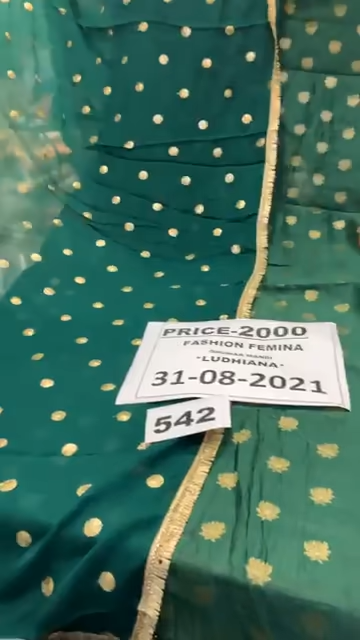 PRICE-2000
FASHION FEMINA
-LUDHIANA-
31-08-2021
542